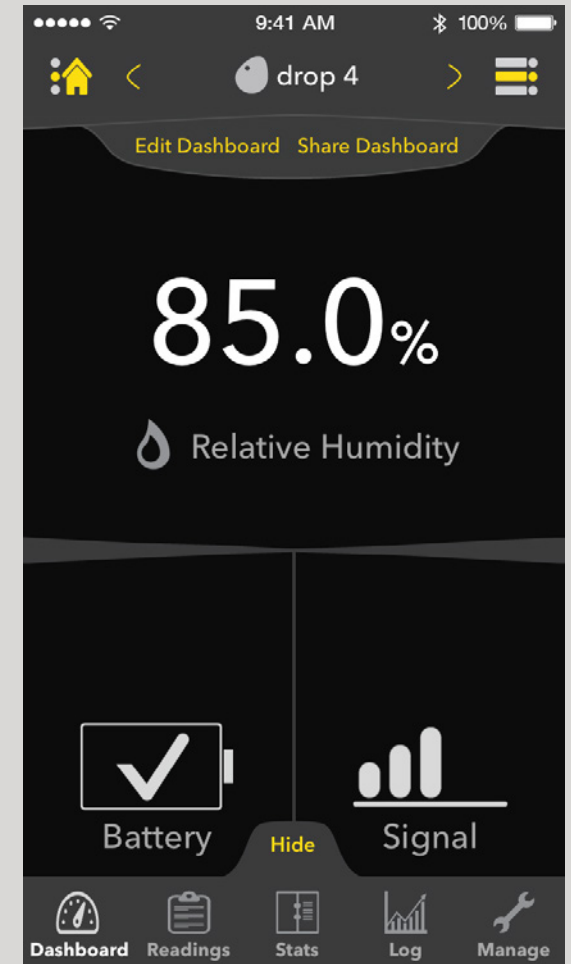 9:41 AM 100%
drop 4
Edit Dashboard Share Dashboard
85.0%
Relative Humidity
Battery Signal
Hide
Dashboard Readings Stats Log Manage